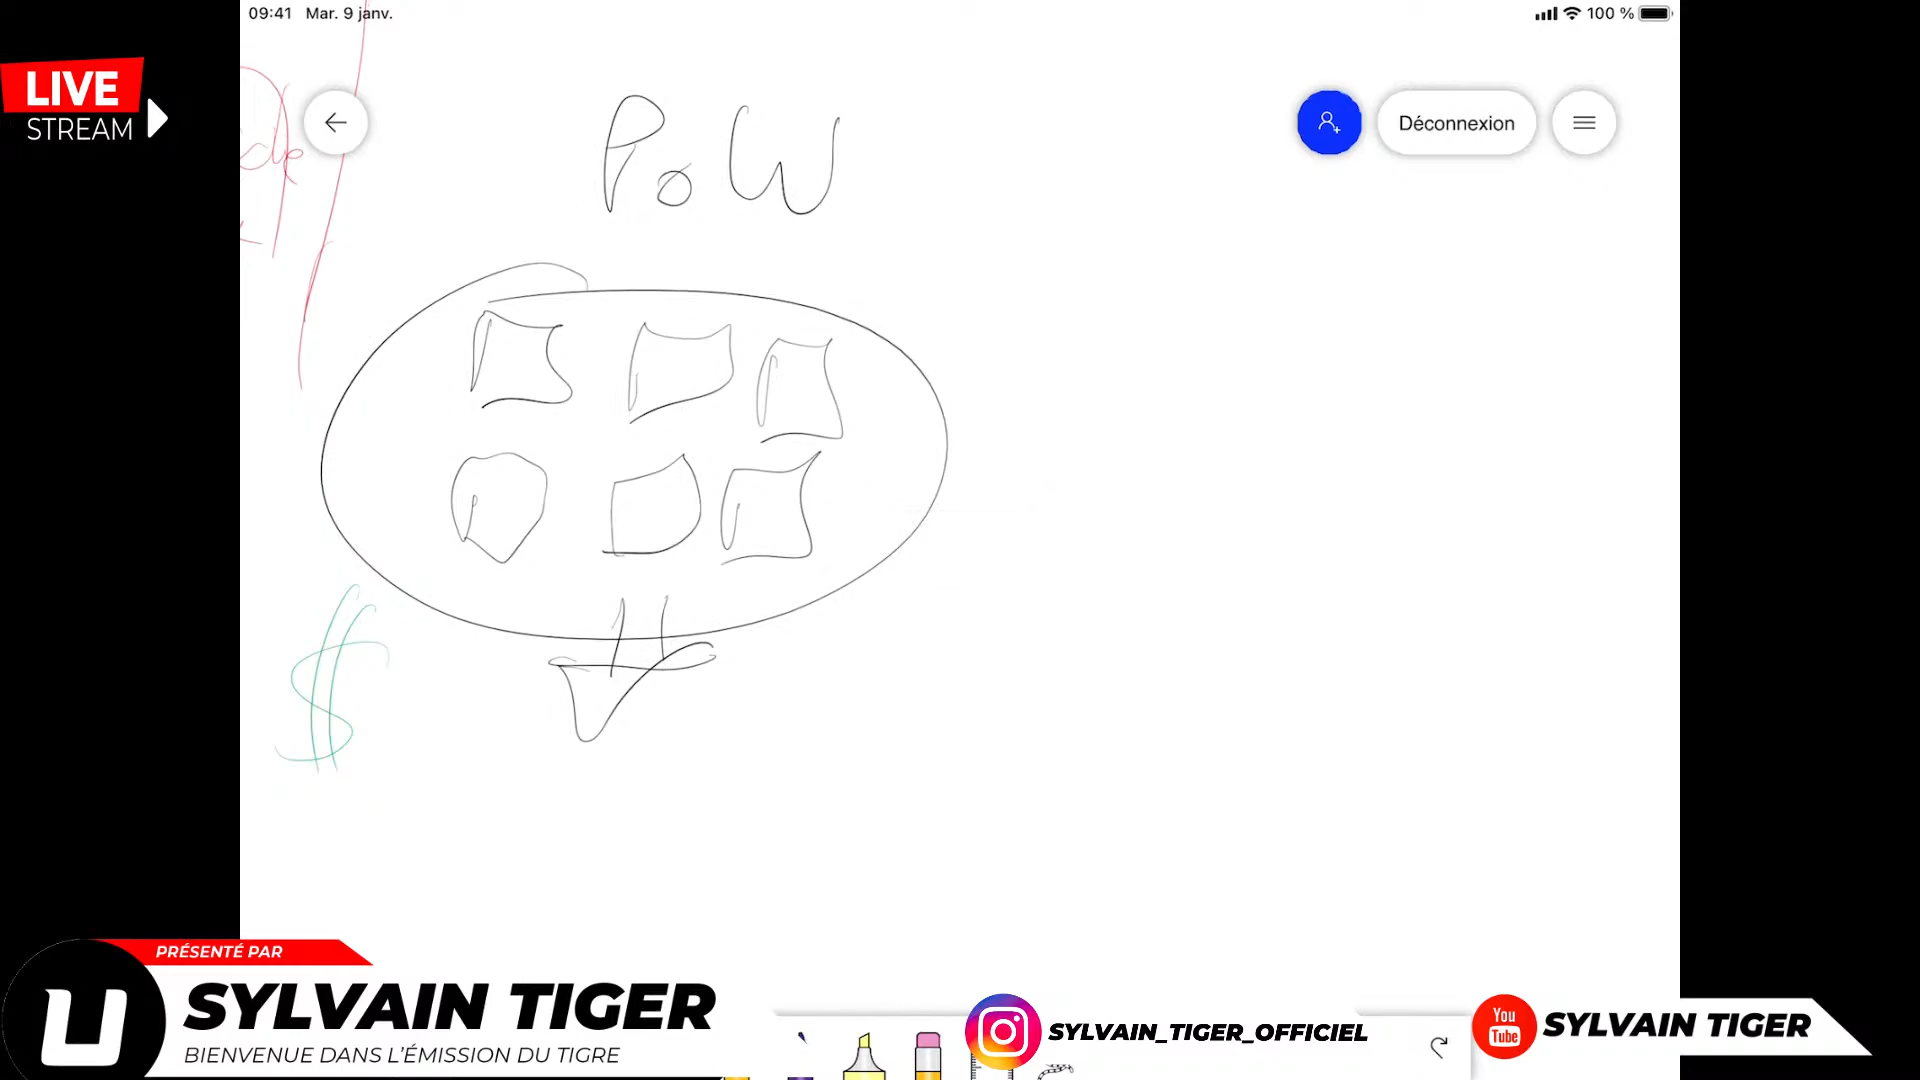 09:41 Mar. 9 janv.
100 %
LIVE
STREAM
PoW
Déconnexion
$
PRÉSENTÉ PAR
SYLVAIN TIGER
BIENVENUE DANS L'ÉMISSION DU TIGRE
SYLVAIN_TIGER_OFFICIEL
You
Tube
SYLVAIN TIGER